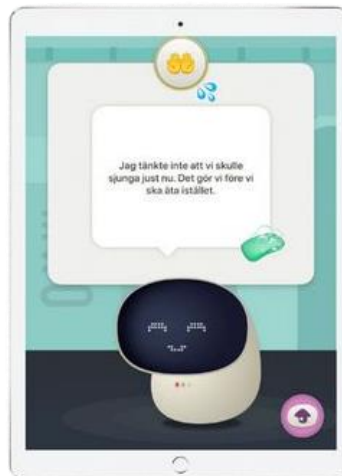 Jag tänkte inte att vi skulle
sjunga just nu. Det gör vi före vi
ska äta istället.